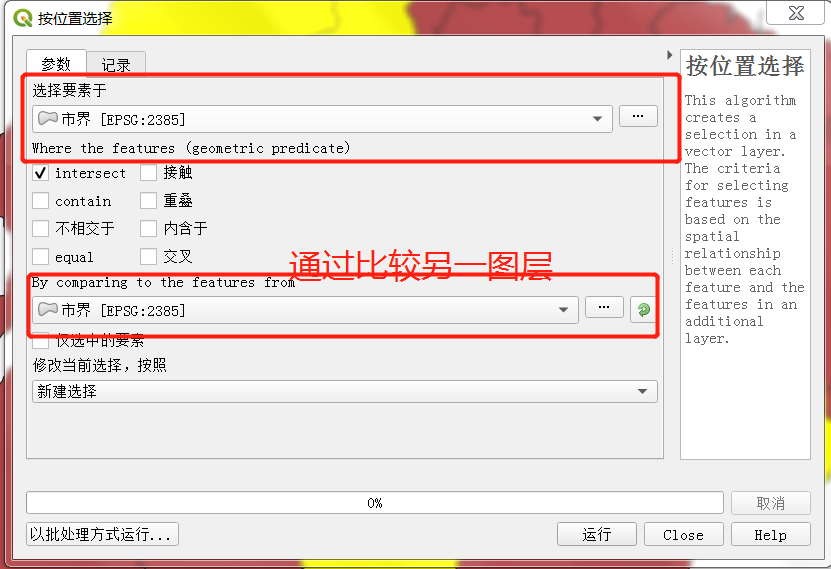 按位置选择
参数 记录
选择要素于
市界 [EPSG:2385] ...
Where the features (geometric predicate)
intersect 接触
contain 重叠
不相交于 内含于
equal 交叉
通过比较另一图层
By comparing to the features from
市界 [EPSG:2385] ...
仅选中的要素
修改当前选择，按照
新建选择
按位置选择
This algorithm
creates a
selection in a
vector layer.
The criteria
for selecting
features is
based on the
spatial
relationship
between each
feature and the
features in an
additional
layer.
0% 取消
以批处理方式运行... 运行 Close Help